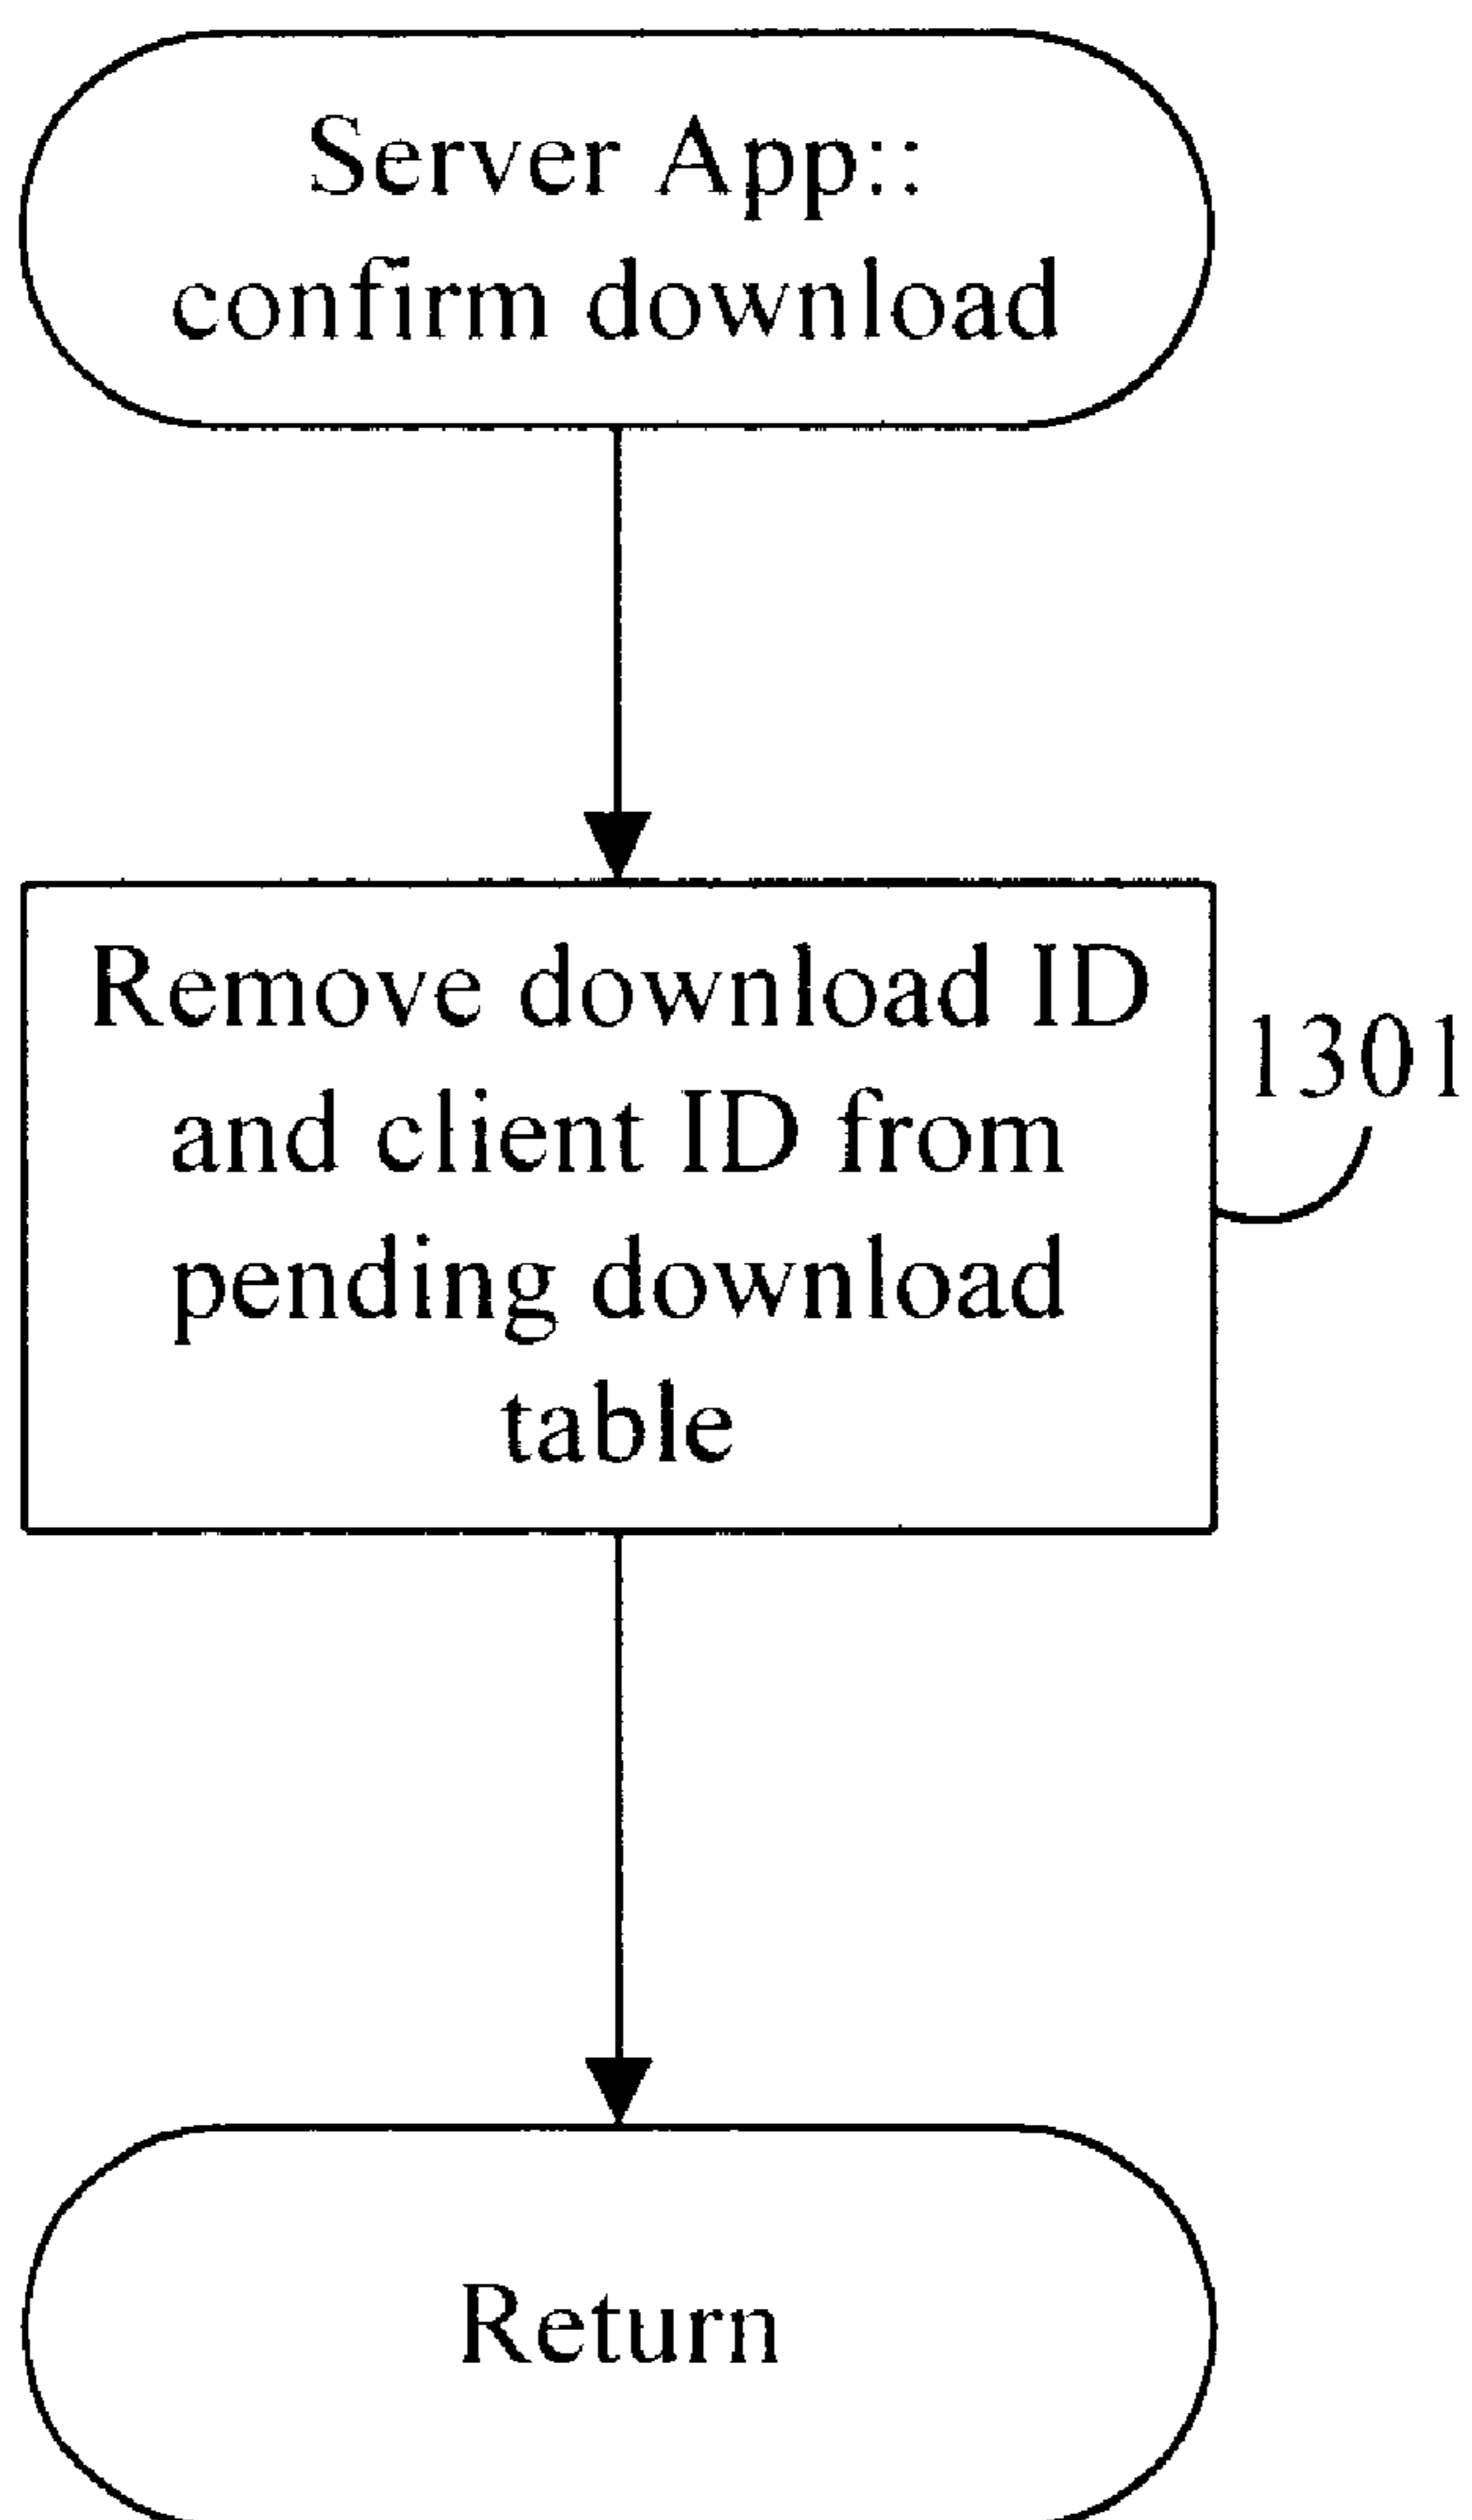 Server App::
confirm download
Remove download ID
and client ID from
pending download
table
1301
Return